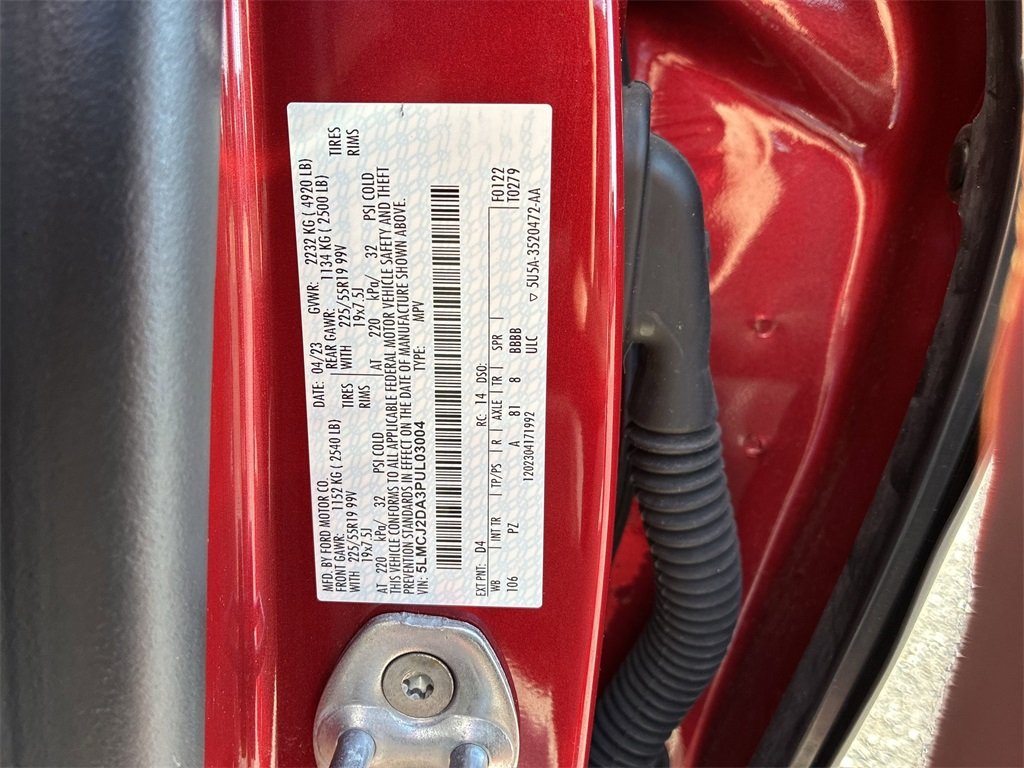 MFD. BY FORD MOTOR CO.
DATE: 04/23 GVWR: 2232 KG ( 4920 LB)
FRONT GAWR: 1152 KG ( 2540 LB) REAR GAWR: 1134 KG ( 2500 LB)
WITH 225/55R19 99V TIRES WITH 225/55R19 99V TIRES
19x7.5J RIMS 19x7.5J RIMS
AT 220 kPa/ 32 PSI COLD AT 220 kPa/ 32 PSI COLD
THIS VEHICLE CONFORMS TO ALL APPLICABLE FEDERAL MOTOR VEHICLE SAFETY AND THEFT
PREVENTION STANDARDS IN EFFECT ON THE DATE OF MANUFACTURE SHOWN ABOVE.
VIN: 5LMCJ2DA3PUL03004 TYPE: MPV
EXT PNT: D4 RC: 14 DSO: F0122
WB INT TR TP/PS R AXLE TR SPR T0279
106 PZ A 81 8 BBBB
1202304171992 ULC ▽ 5U5A-3520472-AA